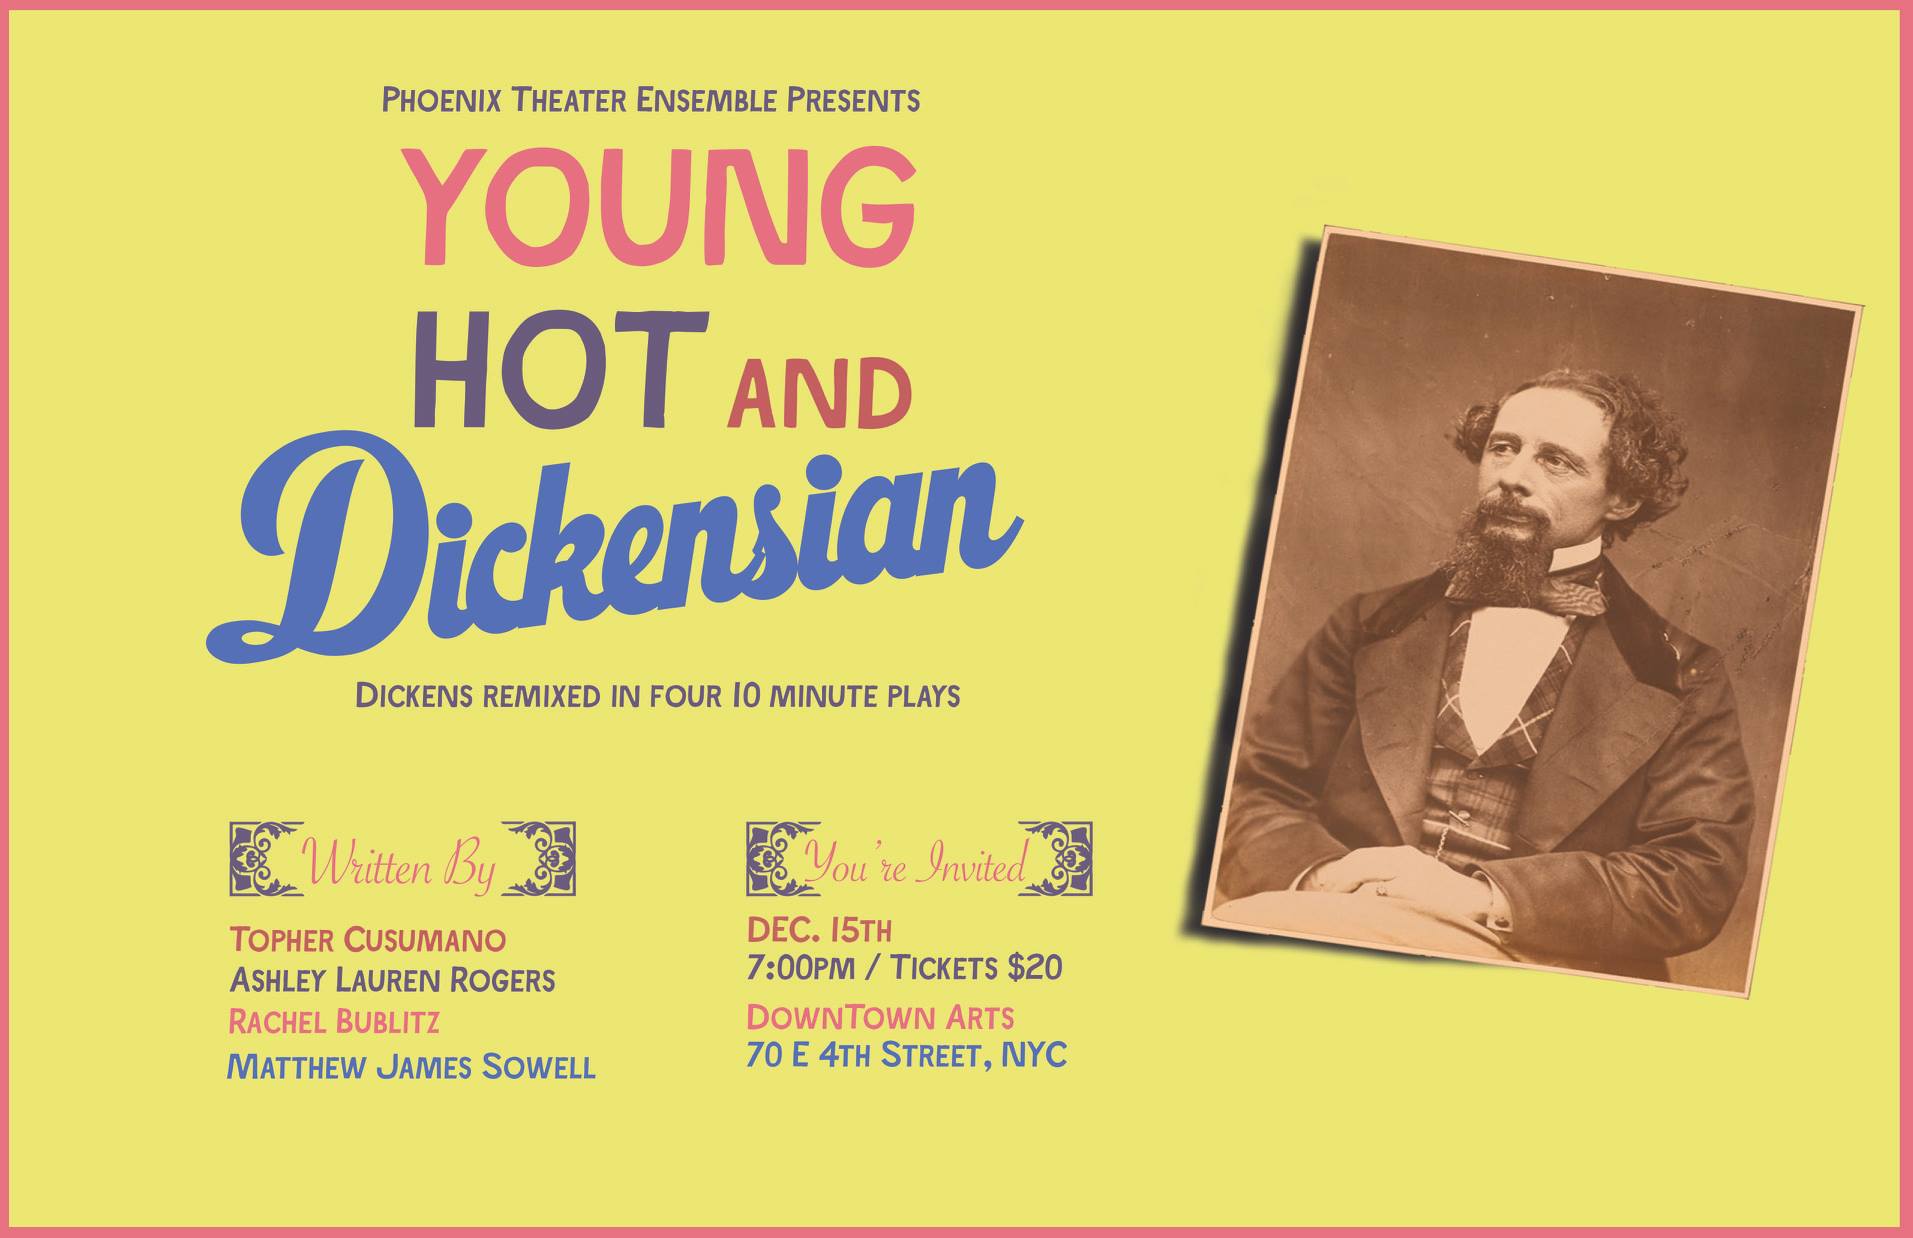 Phoenix Theater Ensemble Presents
YOUNG
HOT AND
Dickensian
Dickens remixed in four 10 minute plays
Written By
Topher Cusumano
Ashley Lauren Rogers
Rachel Bublitz
Matthew James Sowell
You're Invited
DEC. 15th
7:00pm / Tickets $20
DownTown Arts
70 E 4th Street, NYC